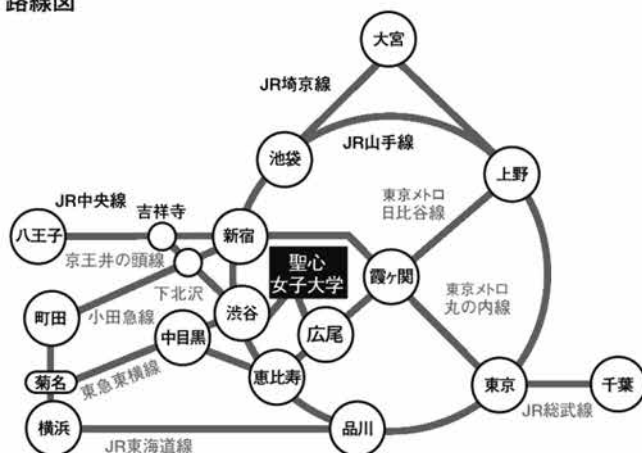 路線図
大宮
JR埼京線
池袋
JR山手線
上野
東京メトロ
日比谷線
JR中央線
吉祥寺
八王子
新宿
京王井の頭線
聖心
女子大学
霞ヶ関
下北沢
東京メトロ
丸の内線
町田
小田急線
渋谷
中目黒
広尾
菊名
東急東横線
恵比寿
東京
千葉
JR総武線
横浜
品川
JR東海道線